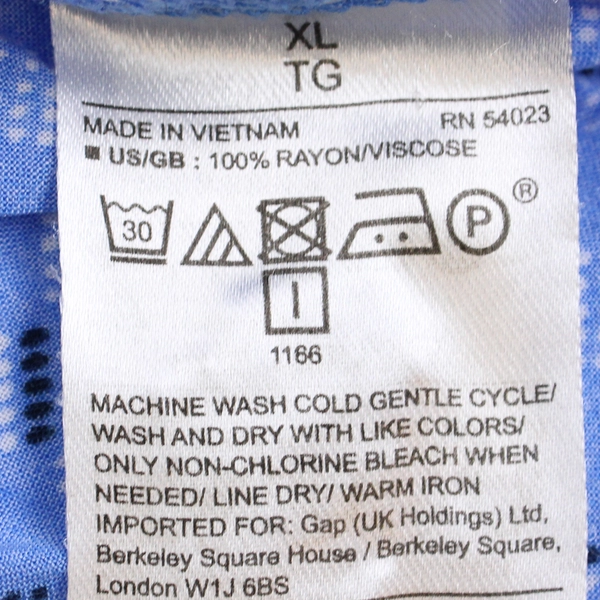 XL
TG
MADE IN VIETNAM RN 54023
US/GB : 100% RAYON/VISCOSE
30 P ®
1166
MACHINE WASH COLD GENTLE CYCLE/
WASH AND DRY WITH LIKE COLORS/
ONLY NON-CHLORINE BLEACH WHEN
NEEDED/ LINE DRY/ WARM IRON
IMPORTED FOR: Gap (UK Holdings) Ltd,
Berkeley Square House / Berkeley Square,
London W1J 6BS